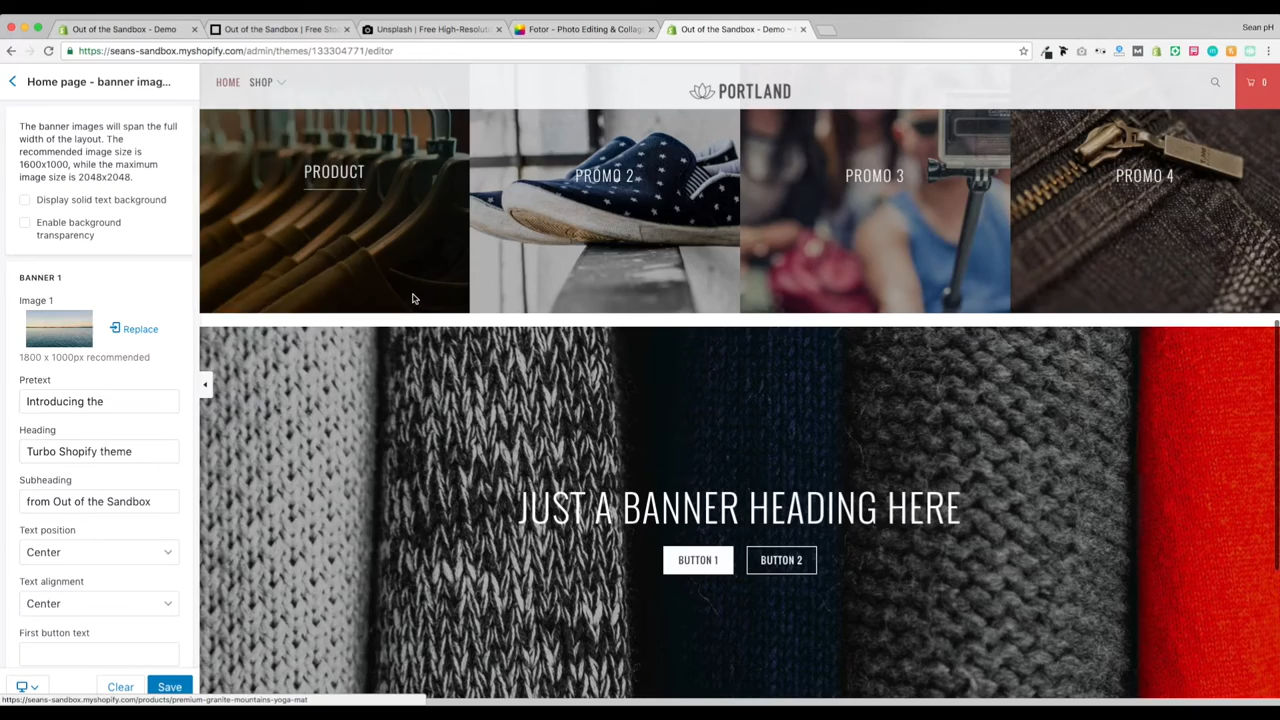 Out of the Sandbox - Demo
Out of the Sandbox | Free Sto
Unsplash | Free High-Resoluti
Fotor - Photo Editing & Collag
Out of the Sandbox - Demo ~
Sean pH
https://seans-sandbox.myshopify.com/admin/themes/133304771/editor
Home page - banner imag...
HOME
SHOP
PORTLAND
0
The banner images will span the full
width of the layout. The
recommended image size is
1600x1000, while the maximum
image size is 2048x2048.
Display solid text background
Enable background
transparency
PRODUCT
PROMO 2
PROMO 3
PROMO 4
BANNER 1
Image 1
Replace
1800 x 1000px recommended
Pretext
Introducing the
Heading
Turbo Shopify theme
Subheading
from Out of the Sandbox
Text position
Center
Text alignment
Center
First button text
JUST A BANNER HEADING HERE
BUTTON 1
BUTTON 2
Clear
Save
https://seans-sandbox.myshopify.com/products/premium-granite-mountains-yoga-mat